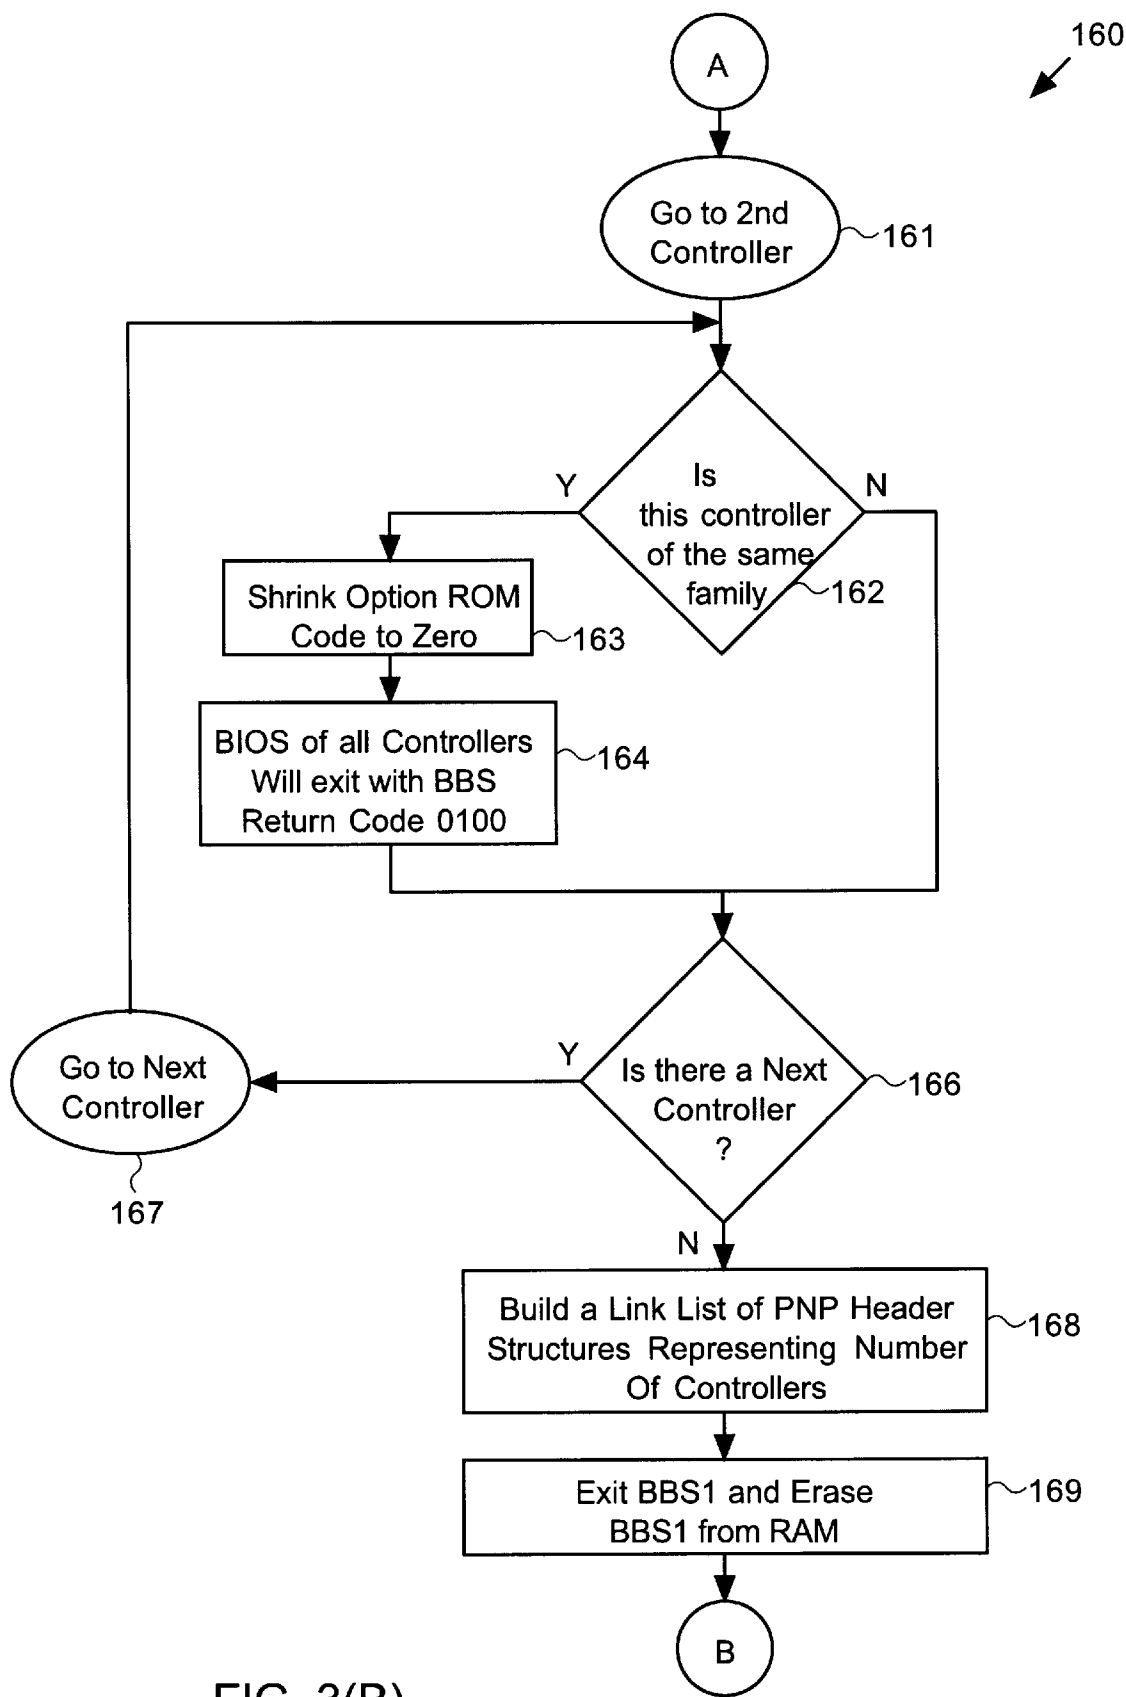 160
A
Go to 2nd
Controller
161
Y
N
Is
this controller
of the same
family
162
Shrink Option ROM
Code to Zero
163
BIOS of all Controllers
Will exit with BBS
Return Code 0100
164
Go to Next
Controller
167
Y
Is there a Next
Controller
?
166
N
Build a Link List of PNP Header
Structures Representing Number
Of Controllers
168
Exit BBS1 and Erase
BBS1 from RAM
169
B
FIG. 3(B)